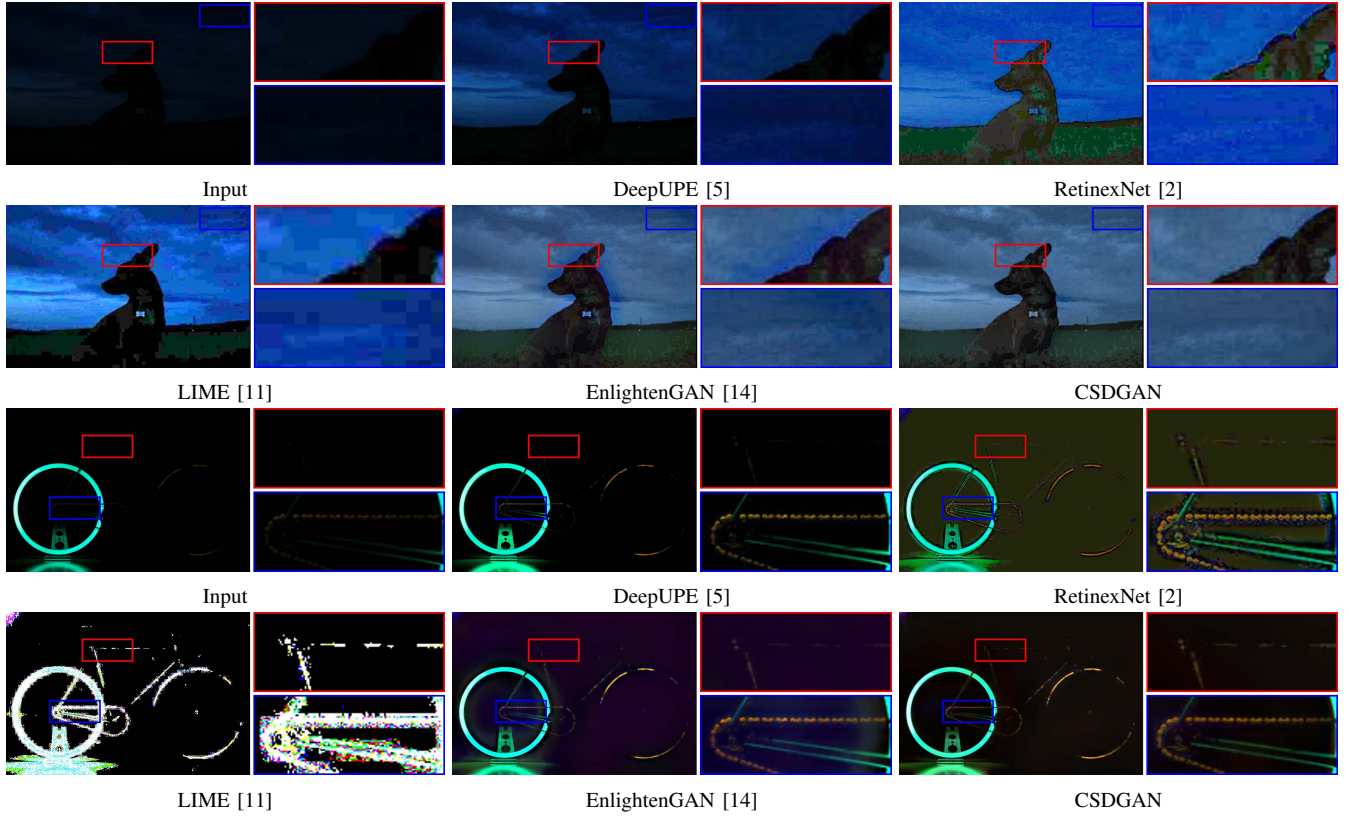 Input DeepUPE [5] RetinexNet [2]
LIME [11] EnlightenGAN [14] CSDGAN
Input DeepUPE [5] RetinexNet [2]
LIME [11] EnlightenGAN [14] CSDGAN